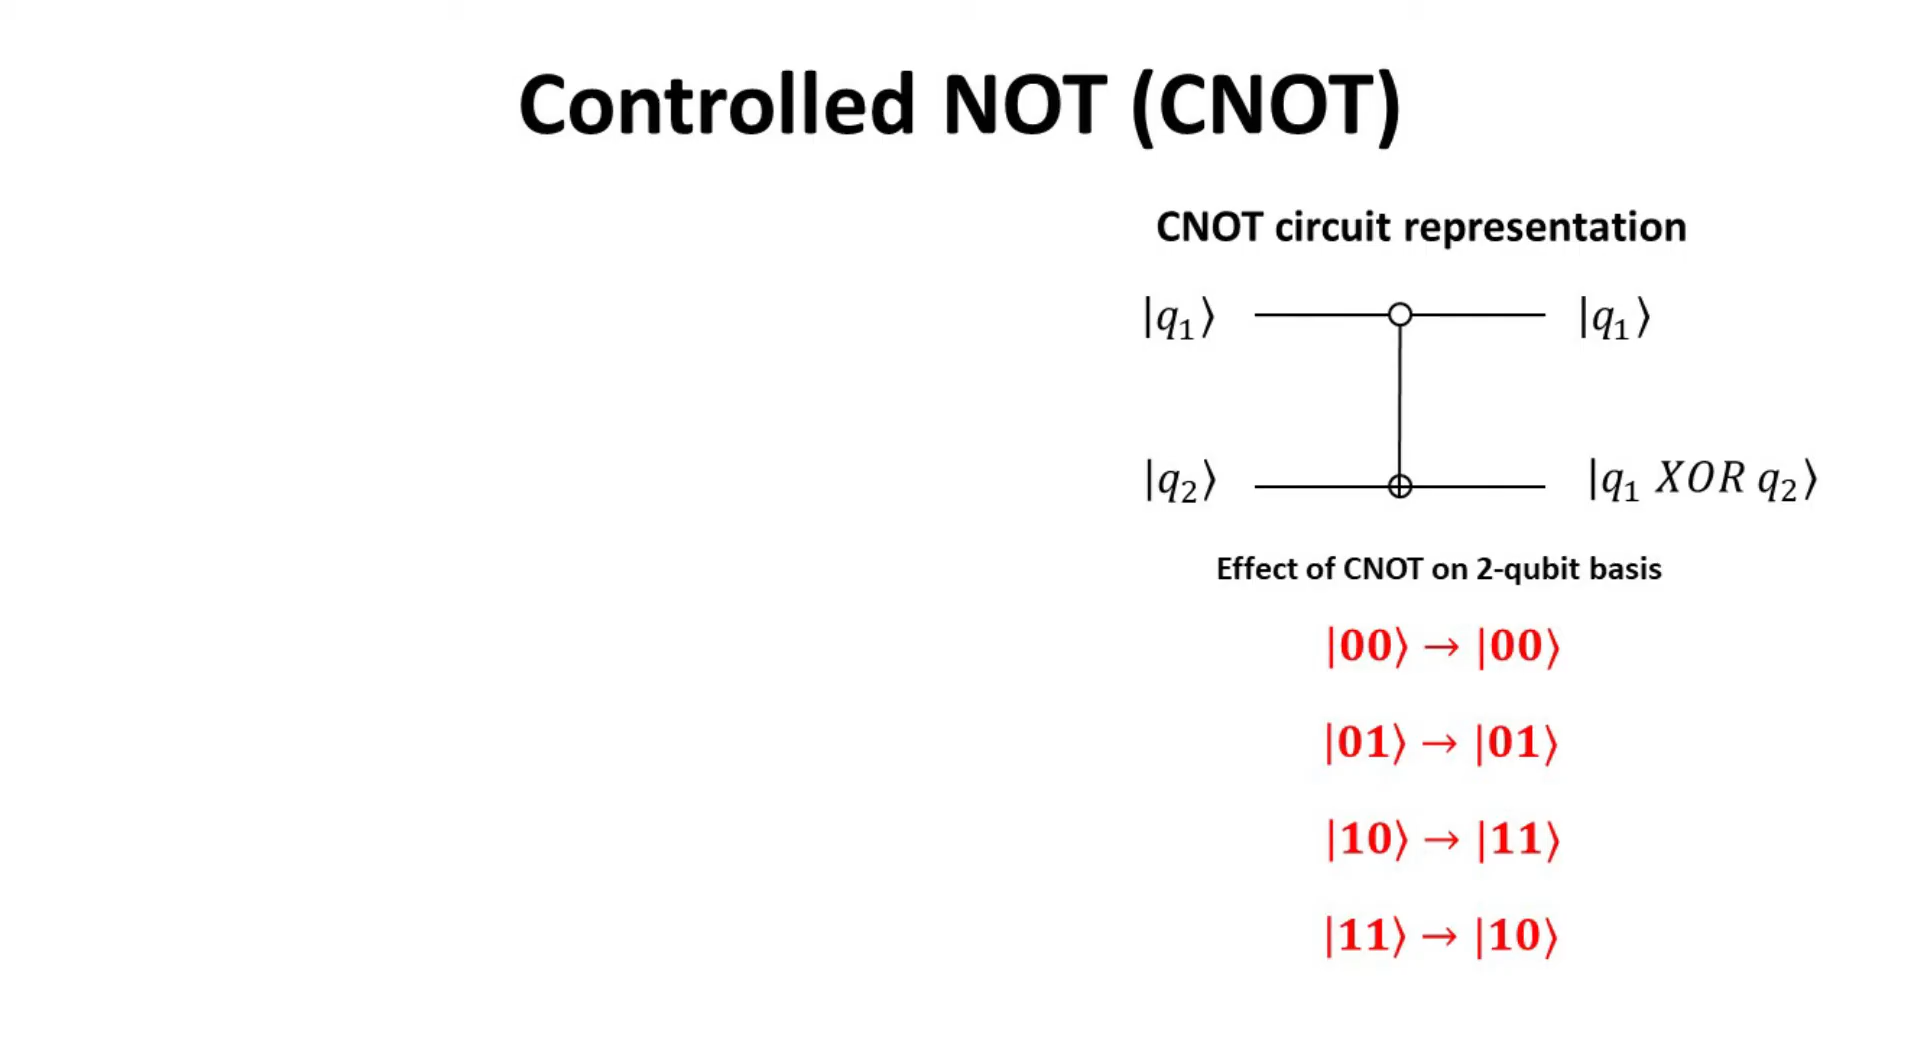 Controlled NOT (CNOT)
CNOT circuit representation
|q₁⟩ |q₁⟩
|q₂⟩ |q₁ XOR q₂⟩
Effect of CNOT on 2-qubit basis
|00⟩ → |00⟩
|01⟩ → |01⟩
|10⟩ → |11⟩
|11⟩ → |10⟩